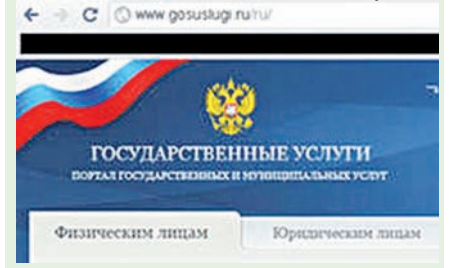 www.gosuslugi.ru/ru/
ГОСУДАРСТВЕННЫЕ УСЛУГИ
ПОРТАЛ ГОСУДАРСТВЕННЫХ И МУНИЦИПАЛЬНЫХ УСЛУГ
Физическим лицам Юридическим лицам